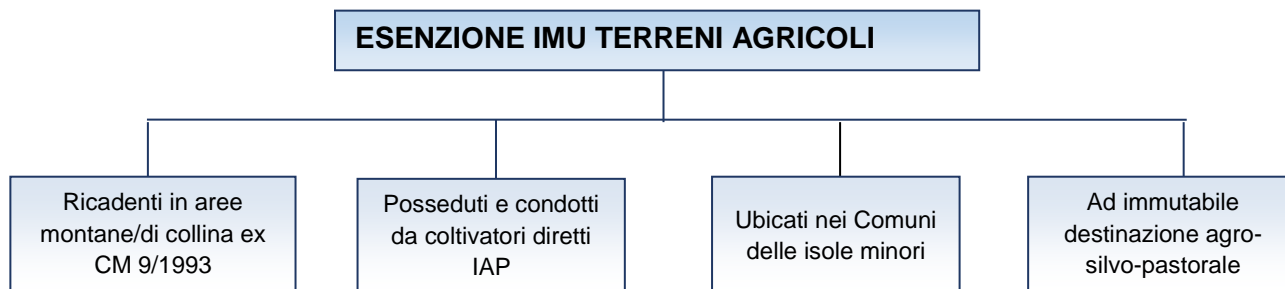 ESENZIONE IMU TERRENI AGRICOLI
Ricadenti in aree
montane/di collina ex
CM 9/1993
Posseduti e condotti
da coltivatori diretti
IAP
Ubicati nei Comuni
delle isole minori
Ad immutabile
destinazione agro-
silvo-pastorale